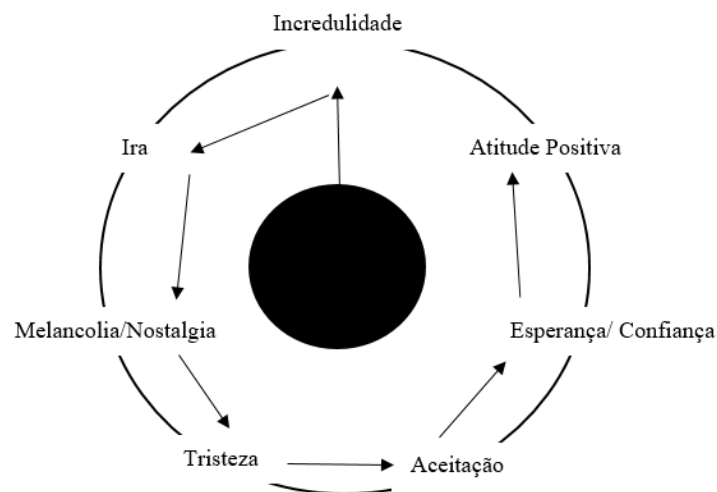 Incredulidade
Ira
Atitude Positiva
Melancolia/Nostalgia
Esperança/ Confiança
Tristeza
Aceitação